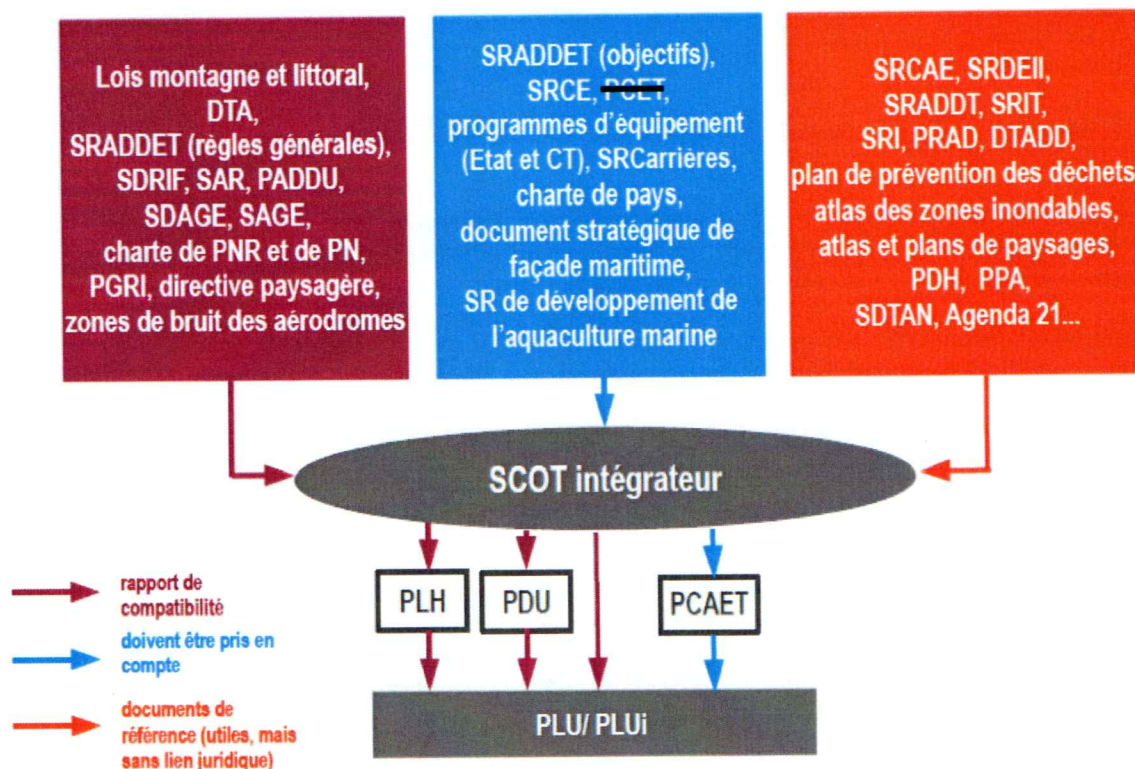 Lois montagne et littoral,
DTA,
SRADDET (règles générales),
SDRIF, SAR, PADDU,
SDAGE, SAGE,
charte de PNR et de PN,
PGRI, directive paysagère,
zones de bruit des aérodromes
SRADDET (objectifs),
SRCE, PCET,
programmes d'équipement
(Etat et CT), SRCarrières,
charte de pays,
document stratégique de
façade maritime,
SR de développement de
l'aquaculture marine
SRCAE, SRDEII,
SRADDT, SRIT,
SRI, PRAD, DTADD,
plan de prévention des déchets
atlas des zones inondables,
atlas et plans de paysages,
PDH, PPA,
SDTAN, Agenda 21...
SCOT intégrateur
PLH
PDU
PCAET
PLU/ PLUi
rapport de
compatibilité
doivent être pris en
compte
documents de
référence (utiles, mais
sans lien juridique)